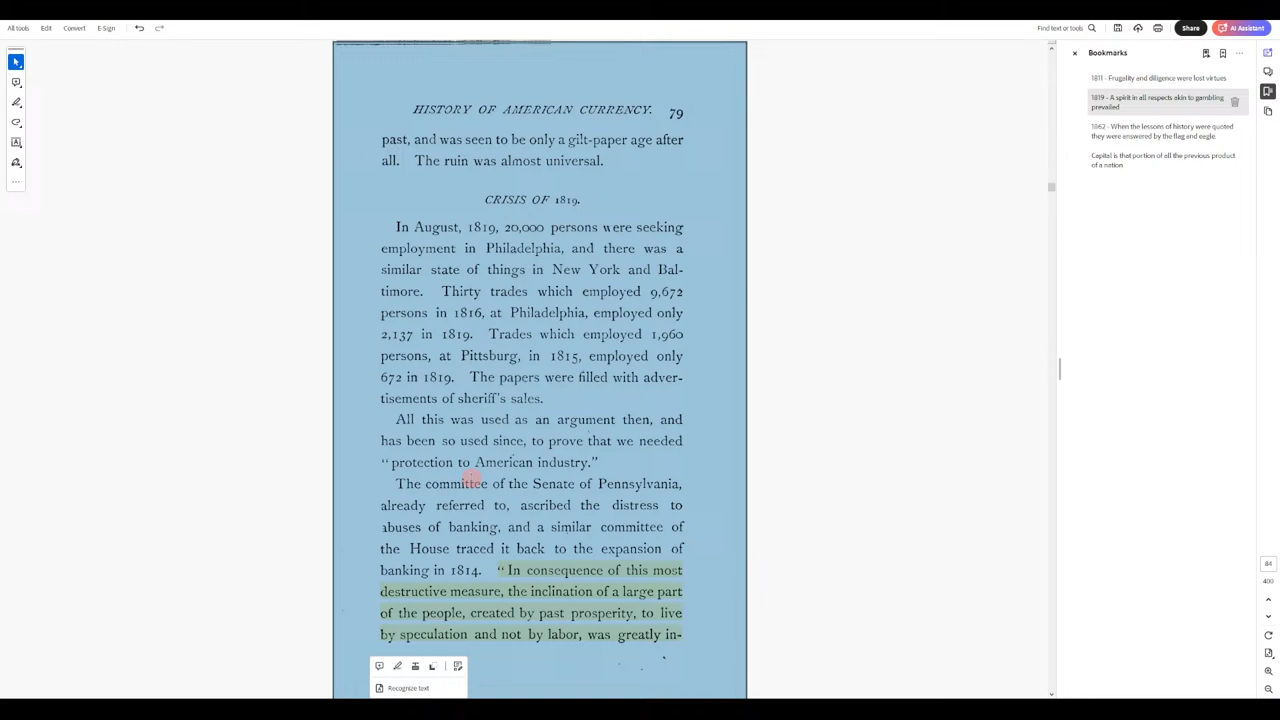 All tools Edit Convert E-Sign
Find text or tools
Share
AI Assistant
HISTORY OF AMERICAN CURRENCY. 79
past, and was seen to be only a gilt-paper age after
all. The ruin was almost universal.
CRISIS OF 1819.
In August, 1819, 20,000 persons were seeking
employment in Philadelphia, and there was a
similar state of things in New York and Bal-
timore. Thirty trades which employed 9,672
persons in 1816, at Philadelphia, employed only
2,137 in 1819. Trades which employed 1,960
persons, at Pittsburg, in 1815, employed only
672 in 1819. The papers were filled with adver-
tisements of sheriff's sales.
All this was used as an argument then, and
has been so used since, to prove that we needed
"protection to American industry."
The committee of the Senate of Pennsylvania,
already referred to, ascribed the distress to
abuses of banking, and a similar committee of
the House traced it back to the expansion of
banking in 1814. "In consequence of this most
destructive measure, the inclination of a large part
of the people, created by past prosperity, to live
by speculation and not by labor, was greatly in-
Recognize text
Bookmarks
1811 - Frugality and diligence were lost virtues
1819 - A spirit in all respects akin to gambling
prevailed
1862 - When the lessons of history were quoted
they were answered by the flag and eagle.
Capital is that portion of all the previous product
of a nation
84
400